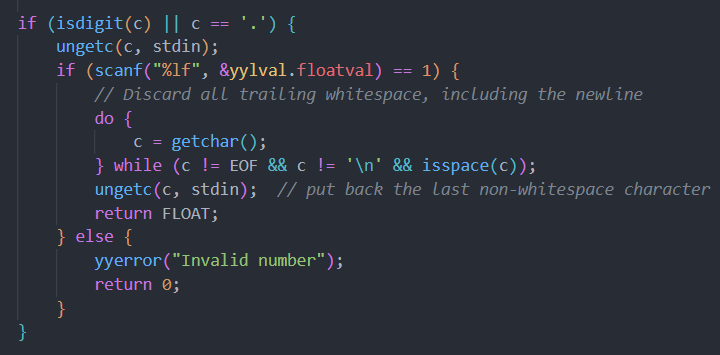 if (isdigit(c) || c == '.') {
ungetc(c, stdin);
if (scanf("%lf", &yylval.floatval) == 1) {
// Discard all trailing whitespace, including the newline
do {
c = getchar();
} while (c != EOF && c != '\n' && isspace(c));
ungetc(c, stdin);  // put back the last non-whitespace character
return FLOAT;
} else {
yyerror("Invalid number");
return 0;
}
}